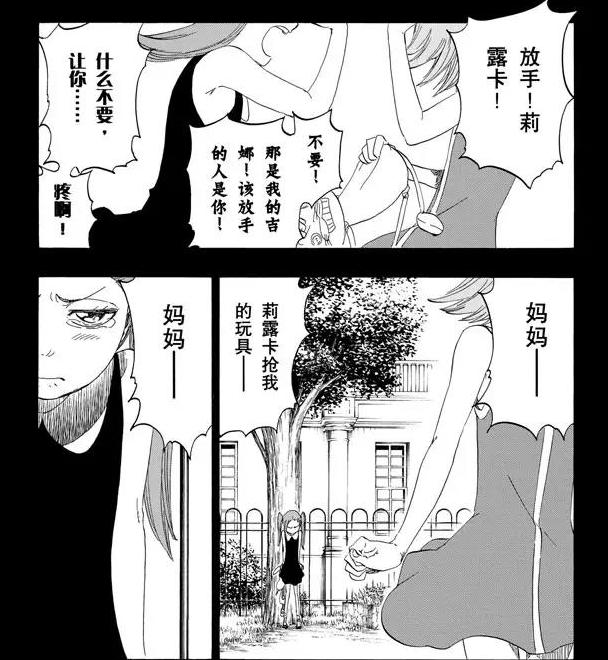 放手！莉
露卡！
不要！
那是我的吉
娜！该放手
的人是你！
什么不要，
让你……
疼啊！
妈妈——
莉露卡抢我
的玩具——
妈妈——